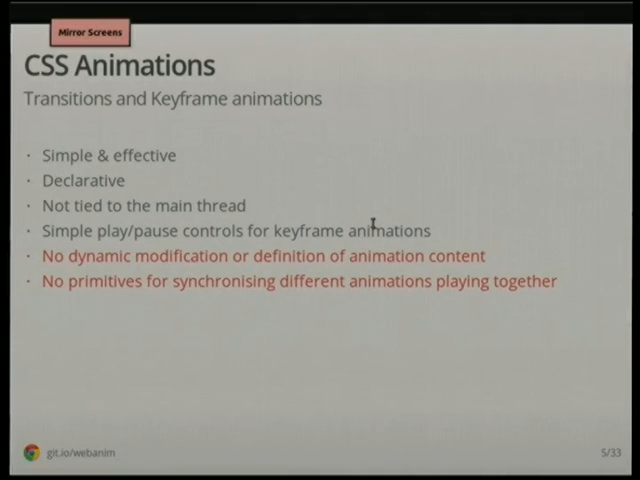 Mirror Screens
CSS Animations
Transitions and Keyframe animations
· Simple & effective
· Declarative
· Not tied to the main thread
· Simple play/pause controls for keyframe animations
· No dynamic modification or definition of animation content
· No primitives for synchronising different animations playing together
git.io/webanim
5/33